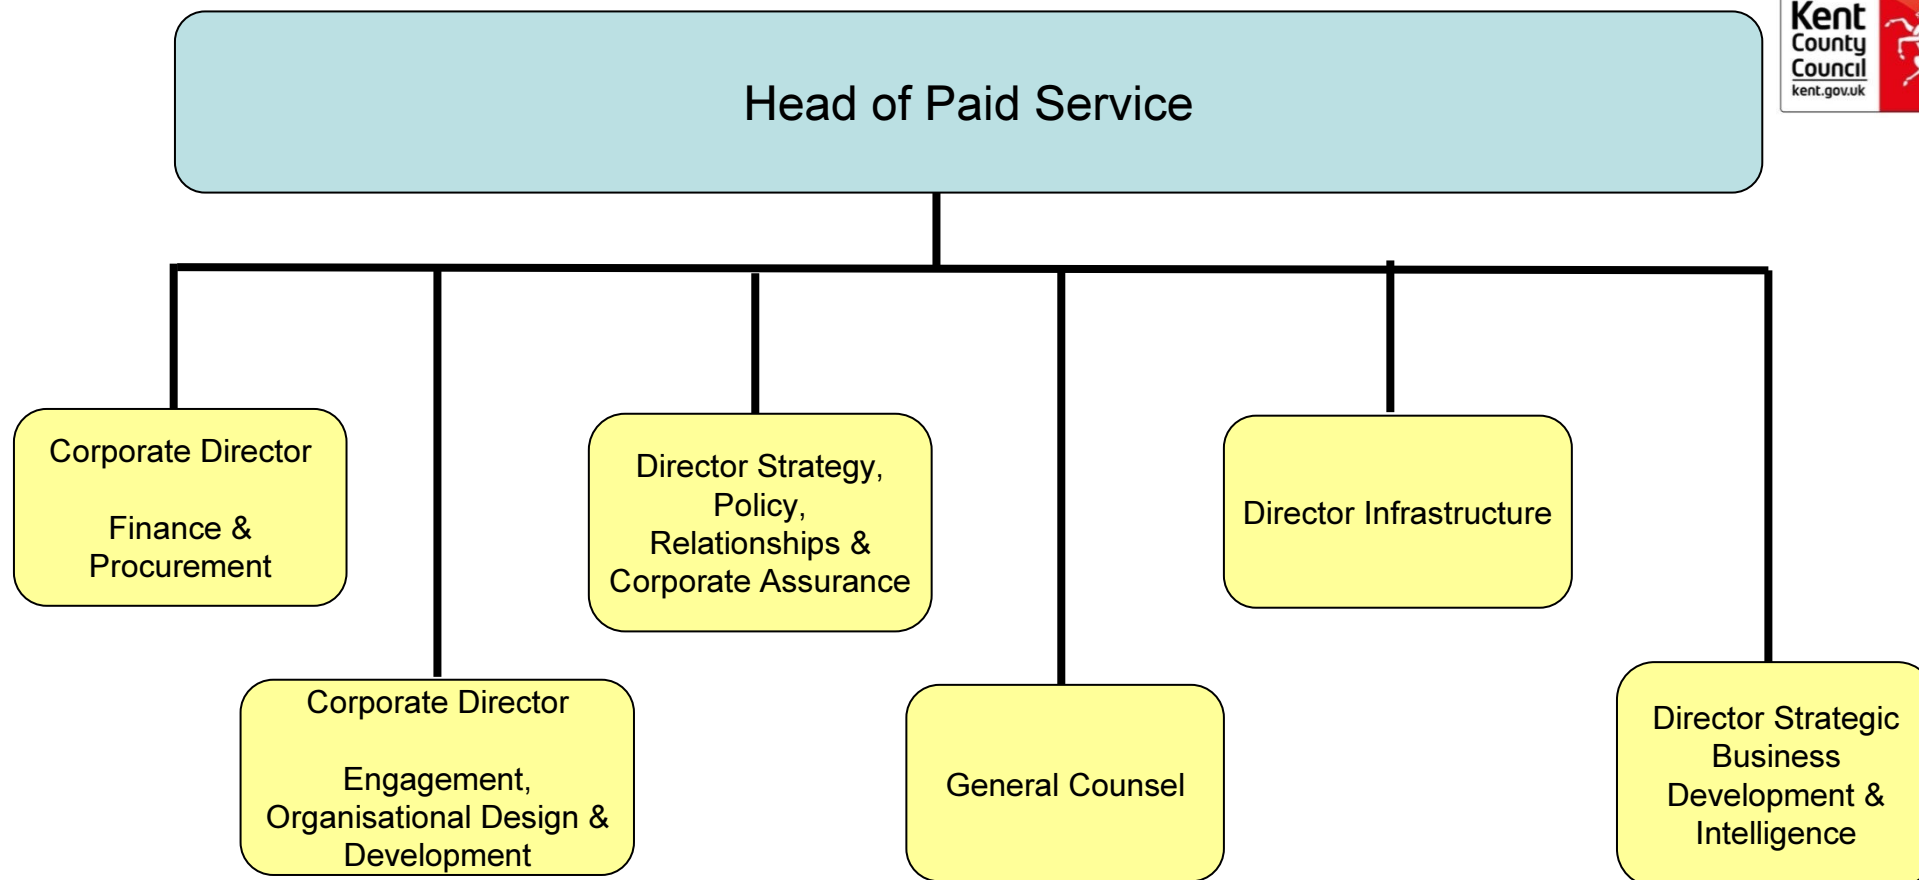 Kent
County
Council
kent.gov.uk
Head of Paid Service
Corporate Director
Finance &
Procurement
Corporate Director
Engagement,
Organisational Design &
Development
Director Strategy,
Policy,
Relationships &
Corporate Assurance
General Counsel
Director Infrastructure
Director Strategic
Business
Development &
Intelligence